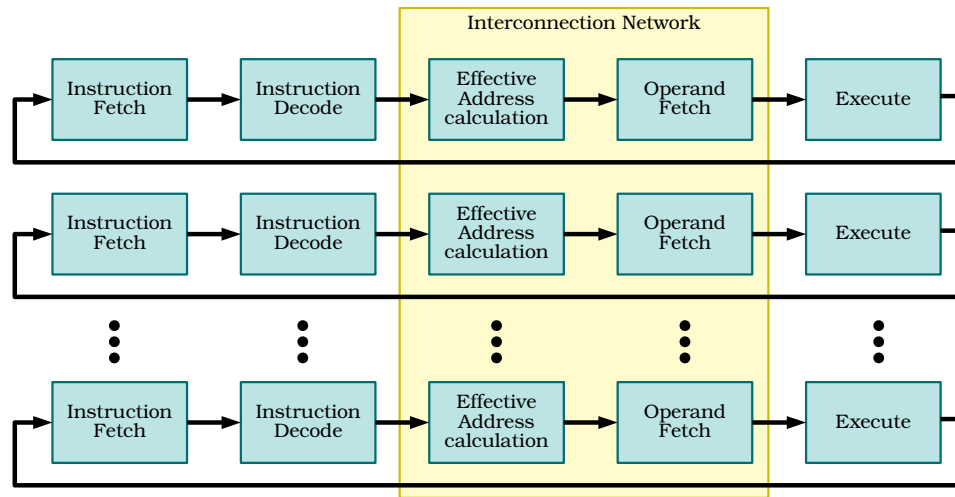 Interconnection Network
Instruction
Fetch
Instruction
Decode
Effective
Address
calculation
Operand
Fetch
Execute
Instruction
Fetch
Instruction
Decode
Effective
Address
calculation
Operand
Fetch
Execute
Instruction
Fetch
Instruction
Decode
Effective
Address
calculation
Operand
Fetch
Execute